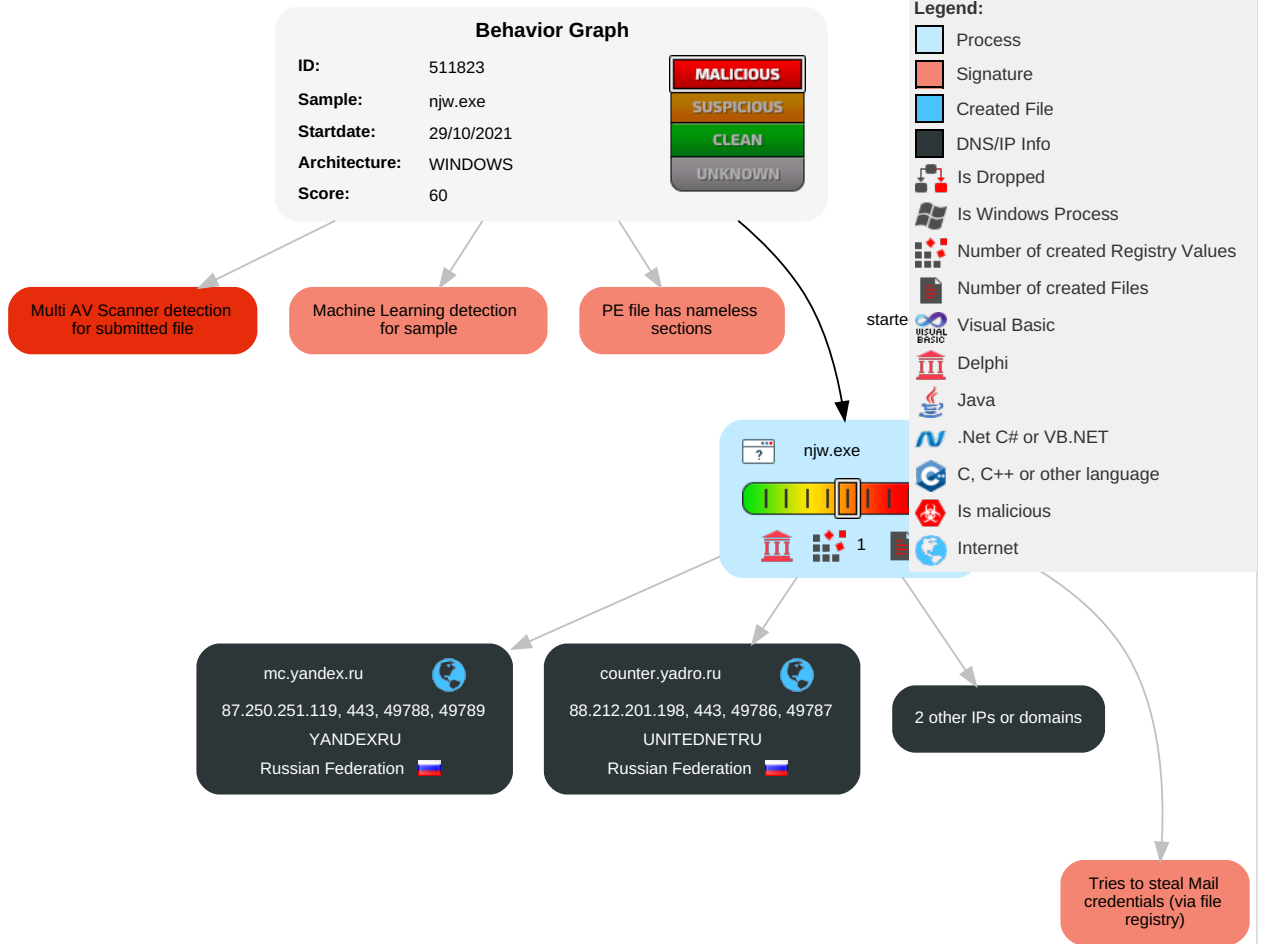 Behavior Graph
ID: 511823
Sample: njw.exe
Startdate: 29/10/2021
Architecture: WINDOWS
Score: 60
MALICIOUS
SUSPICIOUS
CLEAN
UNKNOWN
Legend:
Process
Signature
Created File
DNS/IP Info
Is Dropped
Is Windows Process
Number of created Registry Values
Number of created Files
VISUAL
BASIC
Visual Basic
Delphi
Java
.Net C# or VB.NET
C, C++ or other language
Is malicious
Internet
Multi AV Scanner detection
for submitted file
Machine Learning detection
for sample
PE file has nameless
sections
starte
?
njw.exe
1
mc.yandex.ru
87.250.251.119, 443, 49788, 49789
YANDEXRU
Russian Federation
counter.yadro.ru
88.212.201.198, 443, 49786, 49787
UNITEDNETRU
Russian Federation
2 other IPs or domains
Tries to steal Mail
credentials (via file
registry)